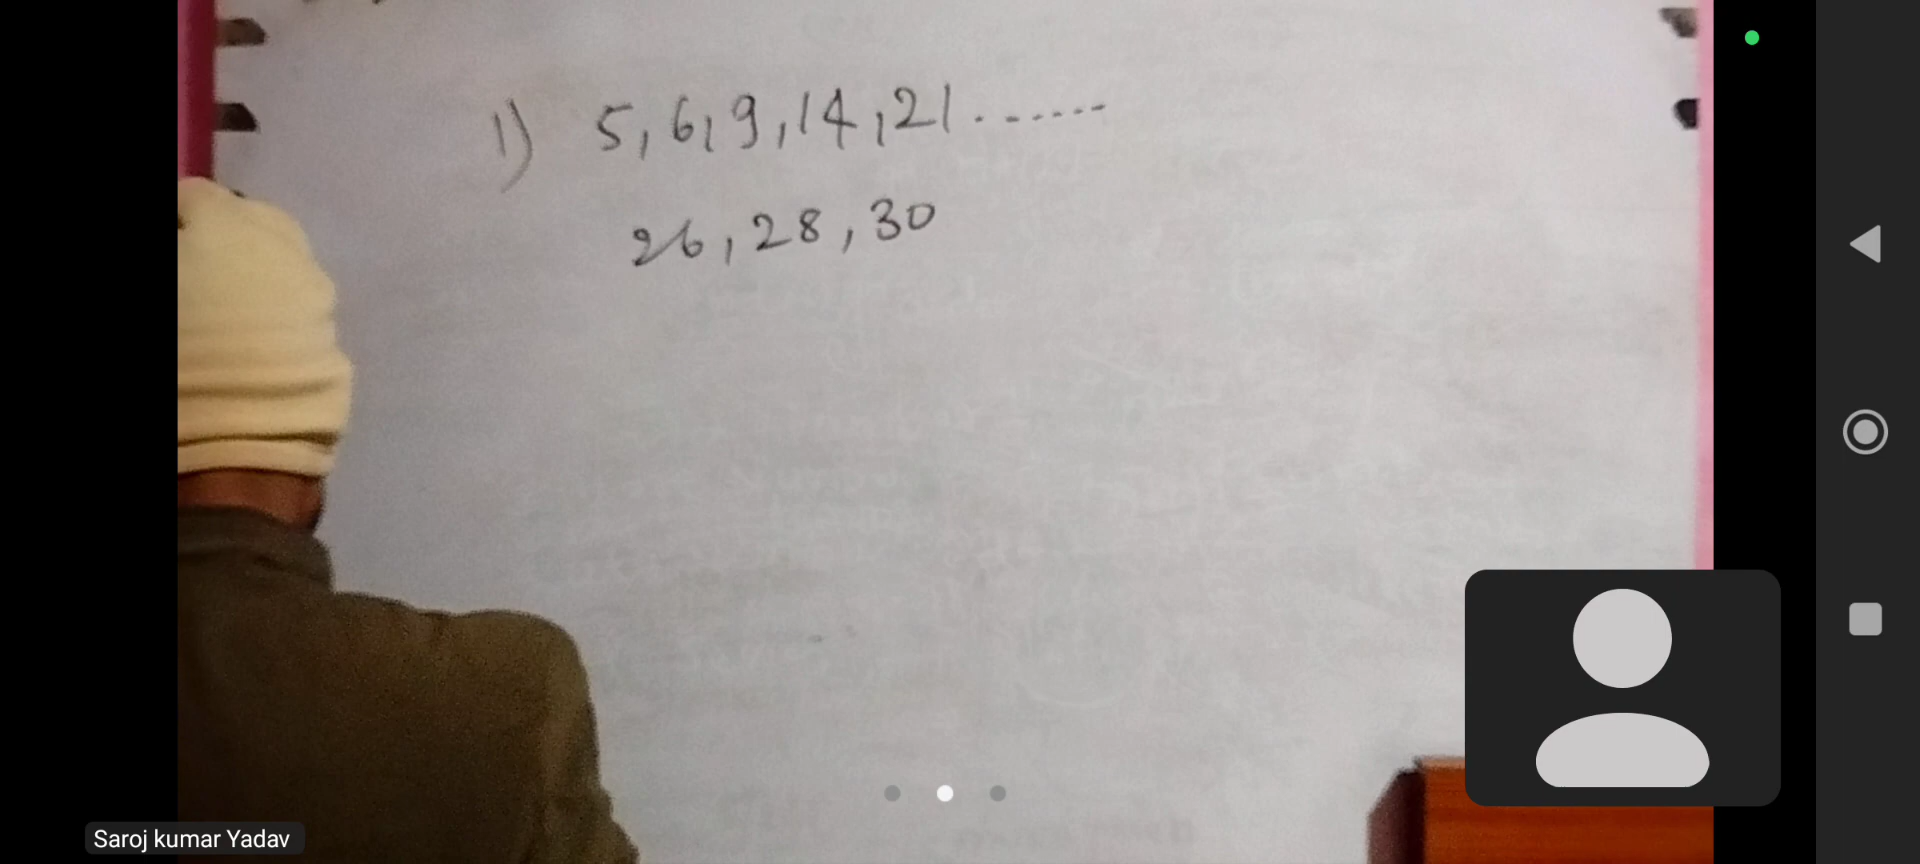 1) 5, 6, 9, 14, 21.......
26, 28, 30
Saroj kumar Yadav